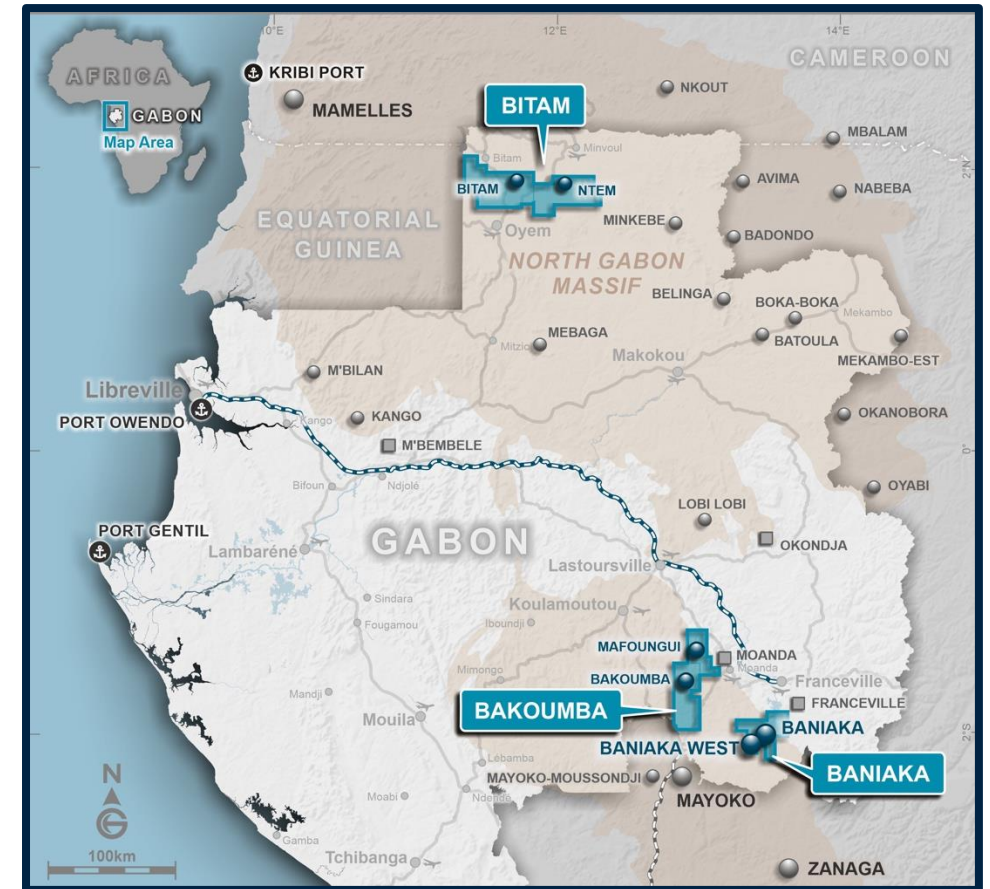 10°E
12°E
14°E
CAMEROON
AFRICA
GABON
Map Area
KRIBI PORT
MAMELLES
NKOUT
BITAM
MBALAM
Bitam
Minvoul
2°N
BITAM
NTEM
AVIMA
NABEBA
EQUATORIAL
GUINEA
Oyem
MINKEBE
BADONDO
NORTH GABON
MASSIF
BELINGA
BOKA-BOKA
Mekambo
MEBAGA
Mitzic
BATOULA
Makokou
MEKAMBO-EST
M'BILAN
Libreville
PORT OWENDO
Kango
KANGO
OKANOBORA
M'BEMBELE
0°
Bifoun
Ndjolé
OYABI
LOBI LOBI
PORT GENTIL
GABON
OKONDJA
Lambaréné
Lastoursville
Sindara
Koulamoutou
Fougamou
Iboundji
MAFOUNGUI
MOANDA
Mimongo
Moanda
BAKOUMBA
Franceville
Mandji
FRANCEVILLE
BAKOUMBA
Mouila
BANIAKA
2°S
BANIAKA WEST
Lebamba
BANIAKA
N
MAYOKO-MOUSSONDJI
MAYOKO
Moabi
Ndendé
G
100km
Gamba
Tchibanga
ZANAGA